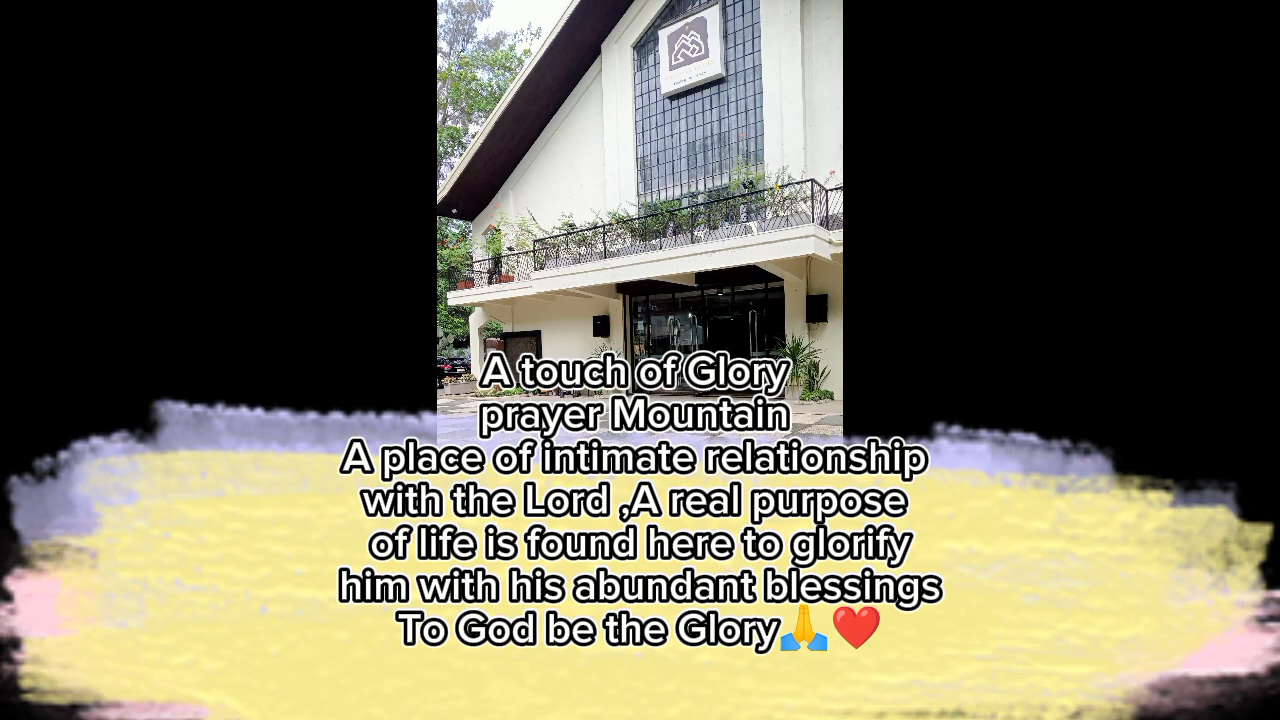 A touch of Glory
prayer Mountain
A place of intimate relationship
with the Lord ,A real purpose
of life is found here to glorify
him with his abundant blessings
To God be the Glory🙏❤️